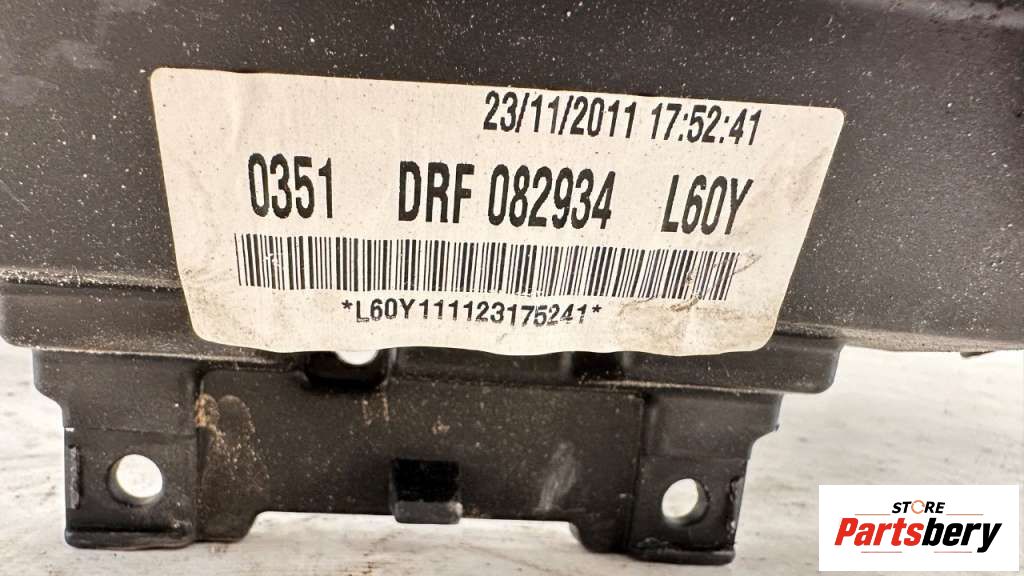 23/11/2011 17:52:41
0351 DRF 082934 L60Y
*L60Y111123175241*
STORE
Partsbery